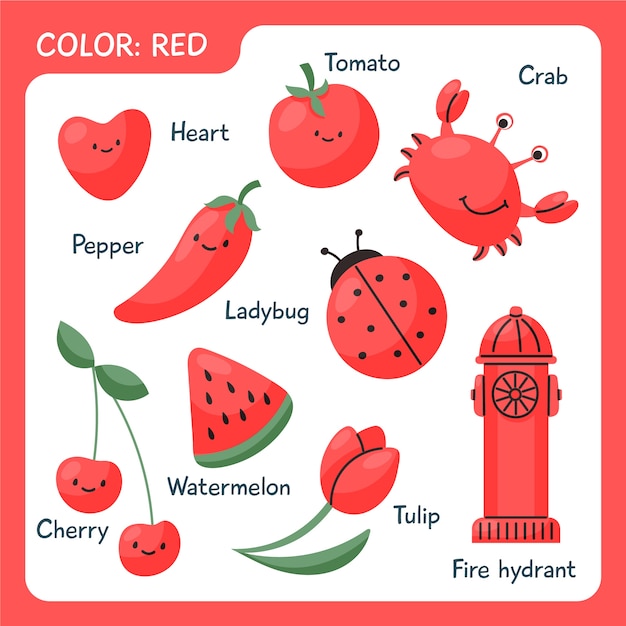 COLOR: RED
Tomato
Crab
Heart
Pepper
Ladybug
Watermelon
Cherry
Tulip
Fire hydrant